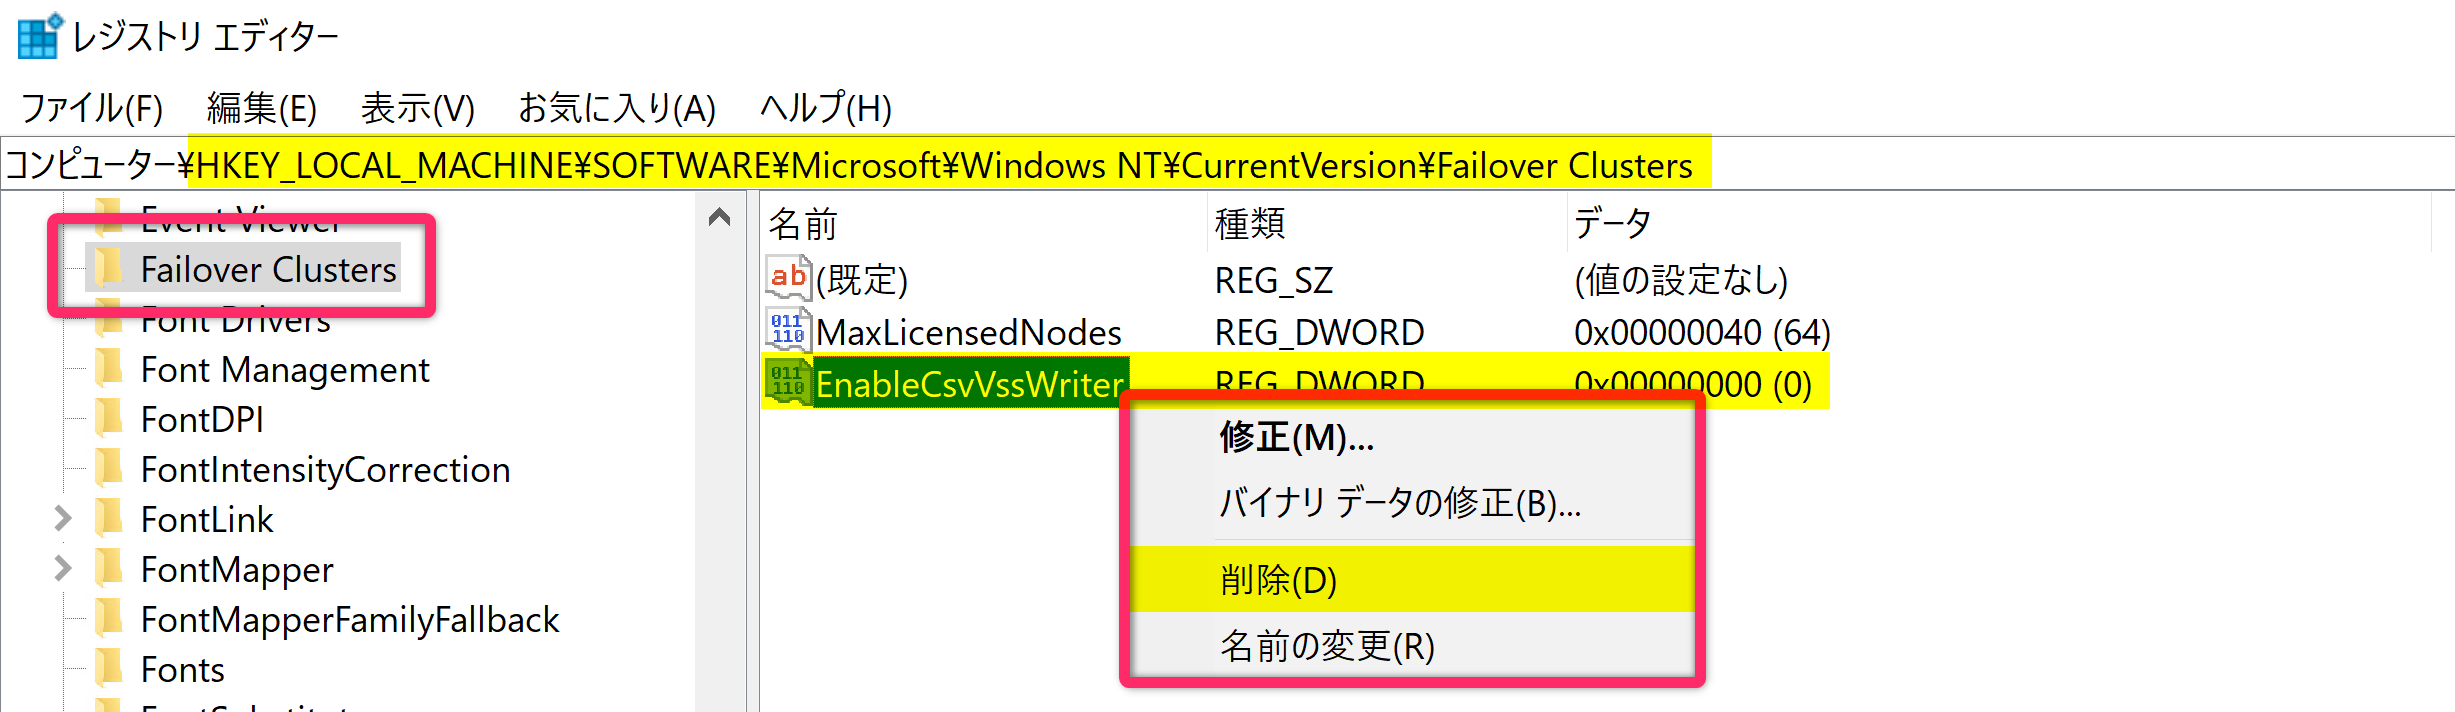 レジストリ エディター
ファイル(F) 編集(E) 表示(V) お気に入り(A) ヘルプ(H)
コンピューター¥HKEY_LOCAL_MACHINE¥SOFTWARE¥Microsoft¥Windows NT¥CurrentVersion¥Failover Clusters
Event Viewer
Failover Clusters
Font Drivers
Font Management
FontDPI
FontIntensityCorrection
FontLink
FontMapper
FontMapperFamilyFallback
Fonts
名前 種類 データ
ab (既定) REG_SZ (値の設定なし)
011 110 MaxLicensedNodes REG_DWORD 0x00000040 (64)
011 110 EnableCsvVssWriter REG_DWORD 0x00000000 (0)
修正(M)...
バイナリ データの修正(B)...
削除(D)
名前の変更(R)